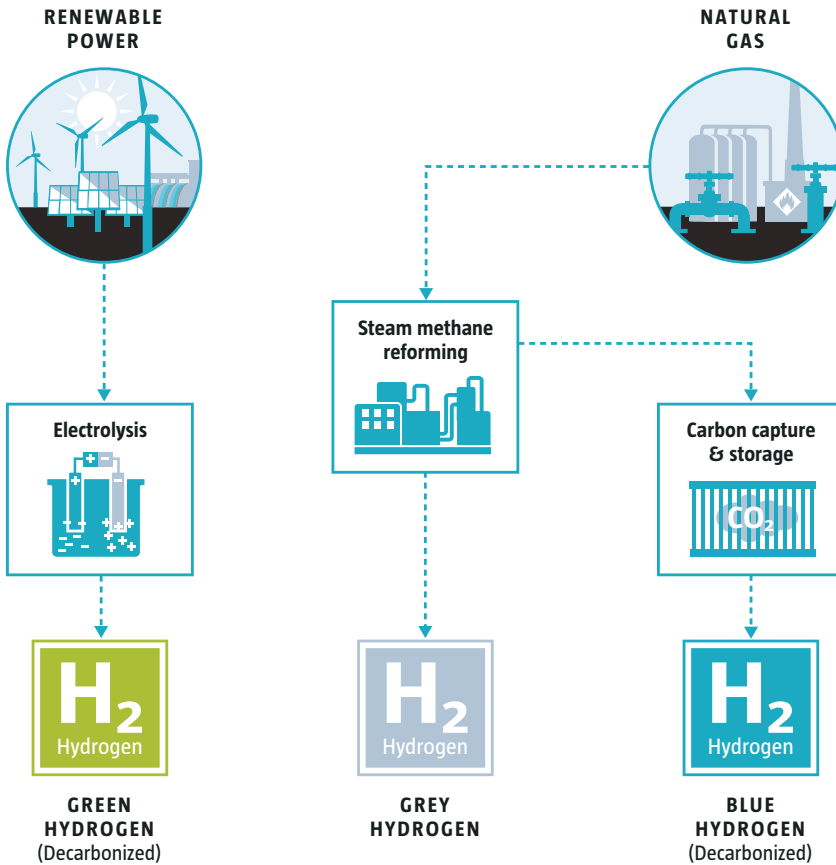 RENEWABLE
POWER
NATURAL
GAS
Steam methane
reforming
Electrolysis
Carbon capture
& storage
CO₂
H₂
Hydrogen
H₂
Hydrogen
H₂
Hydrogen
GREEN
HYDROGEN
(Decarbonized)
GREY
HYDROGEN
BLUE
HYDROGEN
(Decarbonized)